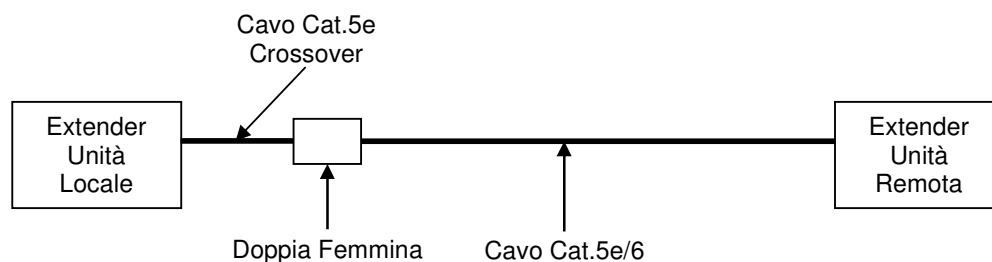 Cavo Cat.5e
Crossover
Extender
Unità
Locale
Extender
Unità
Remota
Doppia Femmina
Cavo Cat.5e/6